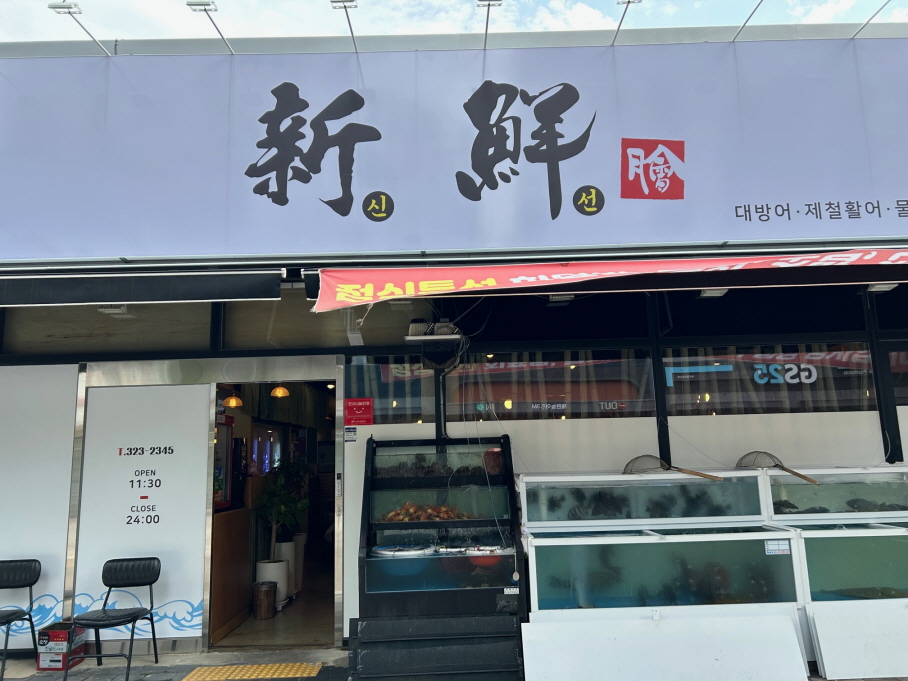 新鮮膾
신 선
대방어·제철활어·물
T.323-2345
OPEN
11:30
CLOSE
24:00
GS25
OUT